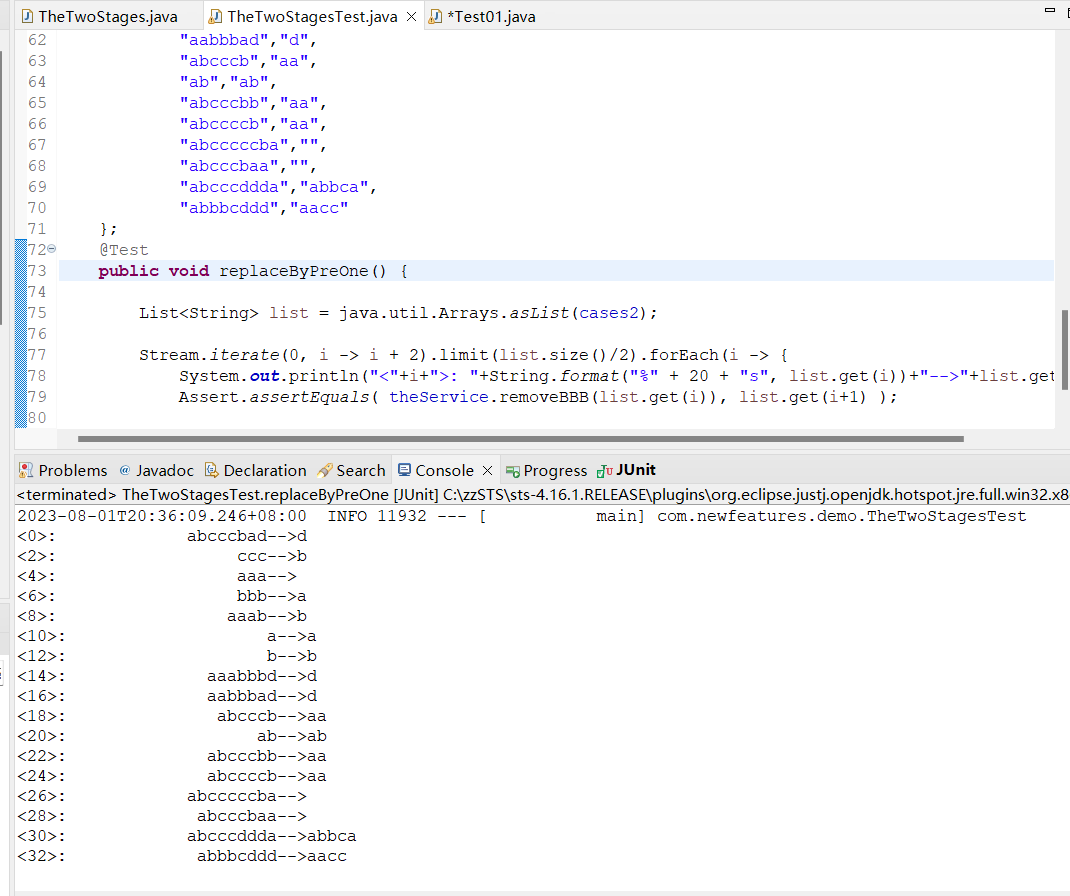 TheTwoStages.java TheTwoStagesTest.java *Test01.java
62 "aabbbad","d",
63 "abcccb","aa",
64 "ab","ab",
65 "abcccbb","aa",
66 "abccccb","aa",
67 "abcccccba","",
68 "abcccbaa","",
69 "abcccddda","abbca",
70 "abbbcddd","aacc"
71 };
72 @Test
73 public void replaceByPreOne() {
74
75 List<String> list = java.util.Arrays.asList(cases2);
76
77 Stream.iterate(0, i -> i + 2).limit(list.size()/2).forEach(i -> {
78 System.out.println("<"+i+">: "+String.format("%" + 20 + "s", list.get(i))+"-->"+list.get
79 Assert.assertEquals( theService.removeBBB(list.get(i)), list.get(i+1) );
80
Problems @ Javadoc Declaration Search Console Progress JUnit
<terminated> TheTwoStagesTest.replaceByPreOne [JUnit] C:\zzSTS\sts-4.16.1.RELEASE\plugins\org.eclipse.justj.openjdk.hotspot.jre.full.win32.x8
2023-08-01T20:36:09.246+08:00 INFO 11932 --- [ main] com.newfeatures.demo.TheTwoStagesTest
<0>: abcccbad-->d
<2>: ccc-->b
<4>: aaa-->
<6>: bbb-->a
<8>: aaab-->b
<10>: a-->a
<12>: b-->b
<14>: aaabbbd-->d
<16>: aabbbad-->d
<18>: abcccb-->aa
<20>: ab-->ab
<22>: abcccbb-->aa
<24>: abccccb-->aa
<26>: abcccccba-->
<28>: abcccbaa-->
<30>: abcccddda-->abbca
<32>: abbbcddd-->aacc